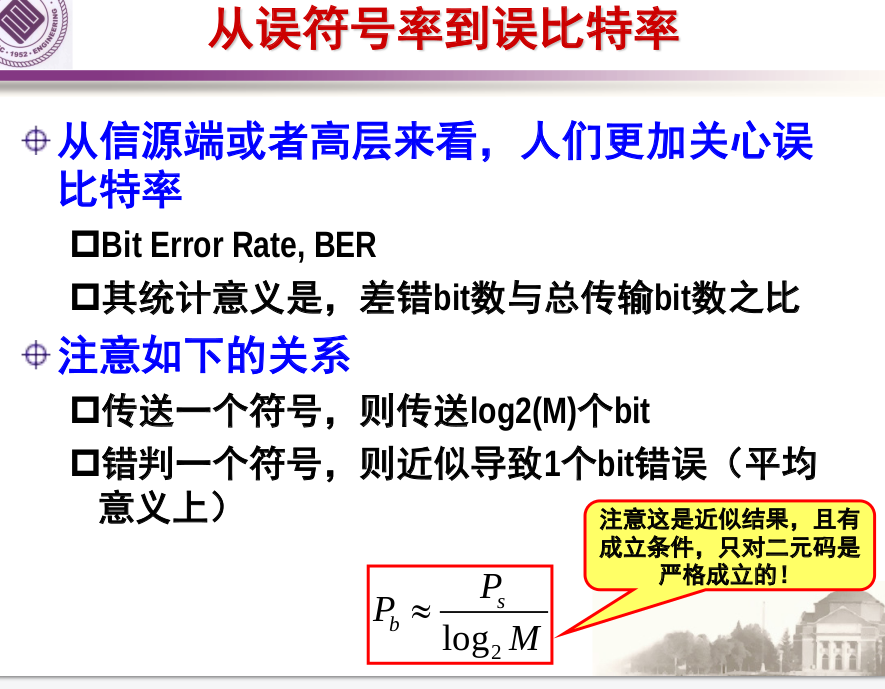 从误符号率到误比特率
· 1952 · ENGINEERING
从信源端或者高层来看，人们更加关心误
比特率
Bit Error Rate, BER
其统计意义是，差错bit数与总传输bit数之比
注意如下的关系
传送一个符号，则传送log2(M)个bit
错判一个符号，则近似导致1个bit错误（平均
意义上）
注意这是近似结果，且有
成立条件，只对二元码是
严格成立的！
P_b ≈ P_s / log_2 M